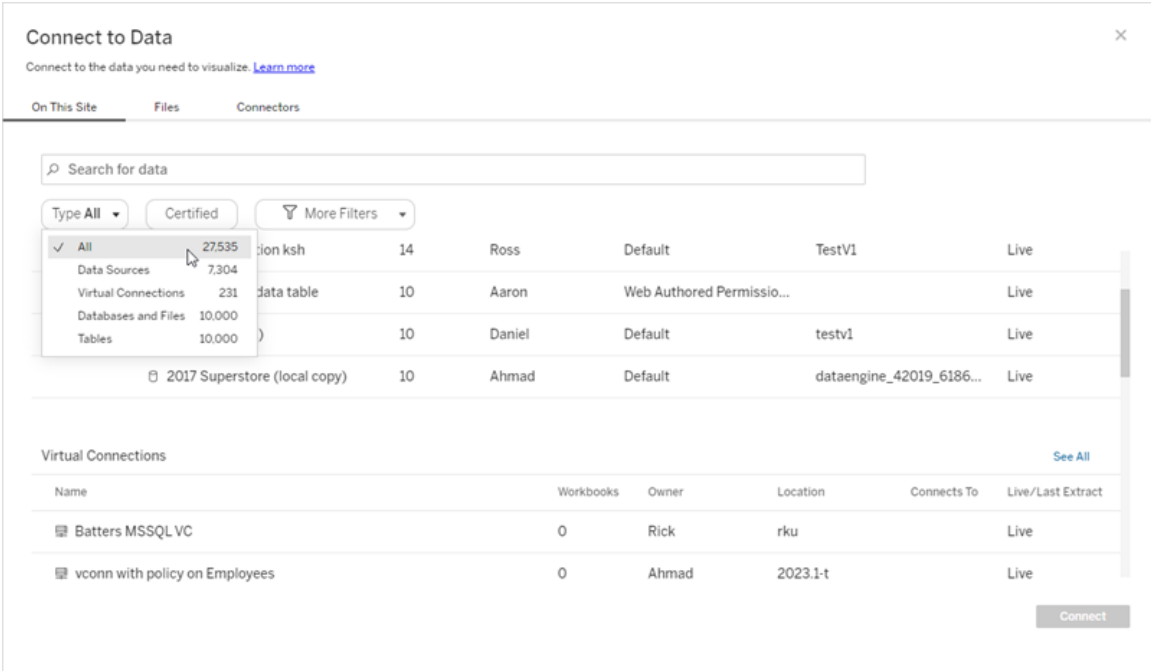 Connect to Data
Connect to the data you need to visualize. Learn more
On This Site Files Connectors
Search for data
Type All Certified More Filters
All 27,535
Data Sources 7,304
Virtual Connections 231
Databases and Files 10,000
Tables 10,000
ksh 14 Ross Default TestV1 Live
data table 10 Aaron Web Authored Permissio... Live
) 10 Daniel Default testv1 Live
2017 Superstore (local copy) 10 Ahmad Default dataengine_42019_6186... Live
Virtual Connections See All
Name Workbooks Owner Location Connects To Live/Last Extract
Batters MSSQL VC 0 Rick rku Live
vconn with policy on Employees 0 Ahmad 2023.1-t Live
Connect